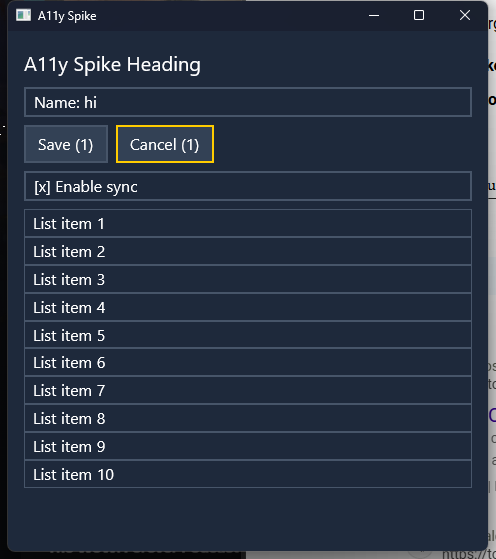 A11y Spike
A11y Spike Heading
Name: hi
Save (1)
Cancel (1)
[x] Enable sync
List item 1
List item 2
List item 3
List item 4
List item 5
List item 6
List item 7
List item 8
List item 9
List item 10
https://to